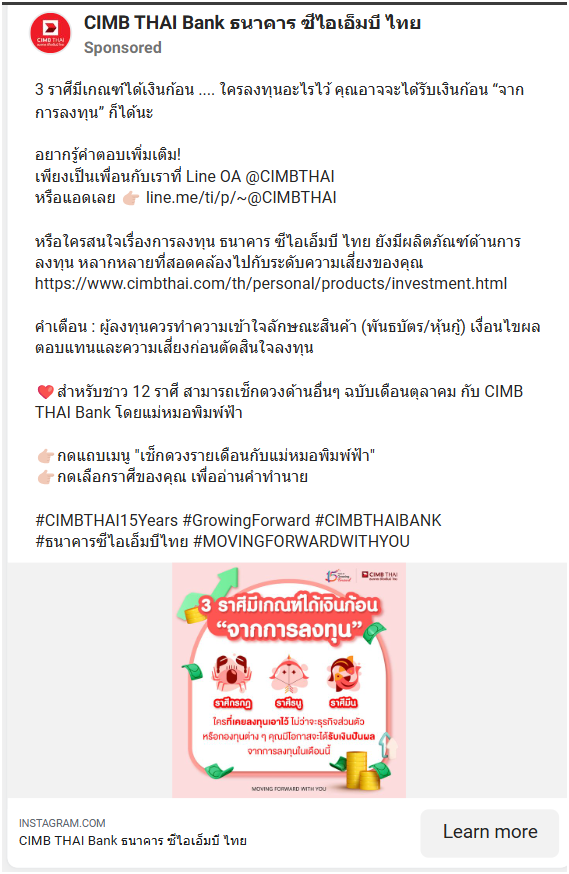 CIMB THAI Bank ธนาคาร ซีไอเอ็มบี ไทย
Sponsored
3 ราศีมีเกณฑ์ได้เงินก้อน .... ใครลงทุนอะไรไว้ คุณอาจจะได้รับเงินก้อน “จาก
การลงทุน” ก็ได้นะ
อยากรู้คำตอบเพิ่มเติม!
เพียงเป็นเพื่อนกับเราที่ Line OA @CIMBTHAI
หรือแอดเลย 👉🏻 line.me/ti/p/~@CIMBTHAI
หรือใครสนใจเรื่องการลงทุน ธนาคาร ซีไอเอ็มบี ไทย ยังมีผลิตภัณฑ์ด้านการ
ลงทุน หลากหลายที่สอดคล้องไปกับระดับความเสี่ยงของคุณ
https://www.cimbthai.com/th/personal/products/investment.html
คำเตือน : ผู้ลงทุนควรทำความเข้าใจลักษณะสินค้า (พันธบัตร/หุ้นกู้) เงื่อนไขผล
ตอบแทนและความเสี่ยงก่อนตัดสินใจลงทุน
❤️สำหรับชาว 12 ราศี สามารถเช็กดวงด้านอื่นๆ ฉบับเดือนตุลาคม กับ CIMB
THAI Bank โดยแม่หมอพิมพ์ฟ้า
👉🏻กดแถบเมนู "เช็กดวงรายเดือนกับแม่หมอพิมพ์ฟ้า"
👉🏻กดเลือกราศีของคุณ เพื่ออ่านคำทำนาย
#CIMBTHAI15Years #GrowingForward #CIMBTHAIBANK
#ธนาคารซีไอเอ็มบีไทย #MOVINGFORWARDWITHYOU
CIMB THAI
3 ราศีมีเกณฑ์ได้เงินก้อน
“จากการลงทุน”
ราศีกรกฎ ราศีธนู ราศีมีน
ใครที่เคยลงทุนเอาไว้ ไม่ว่าจะธุรกิจส่วนตัว
หรือกองทุนต่าง ๆ คุณมีโอกาสจะได้รับเงินปันผล
จากการลงทุนในเดือนนี้
MOVING FORWARD WITH YOU
INSTAGRAM.COM
CIMB THAI Bank ธนาคาร ซีไอเอ็มบี ไทย
Learn more